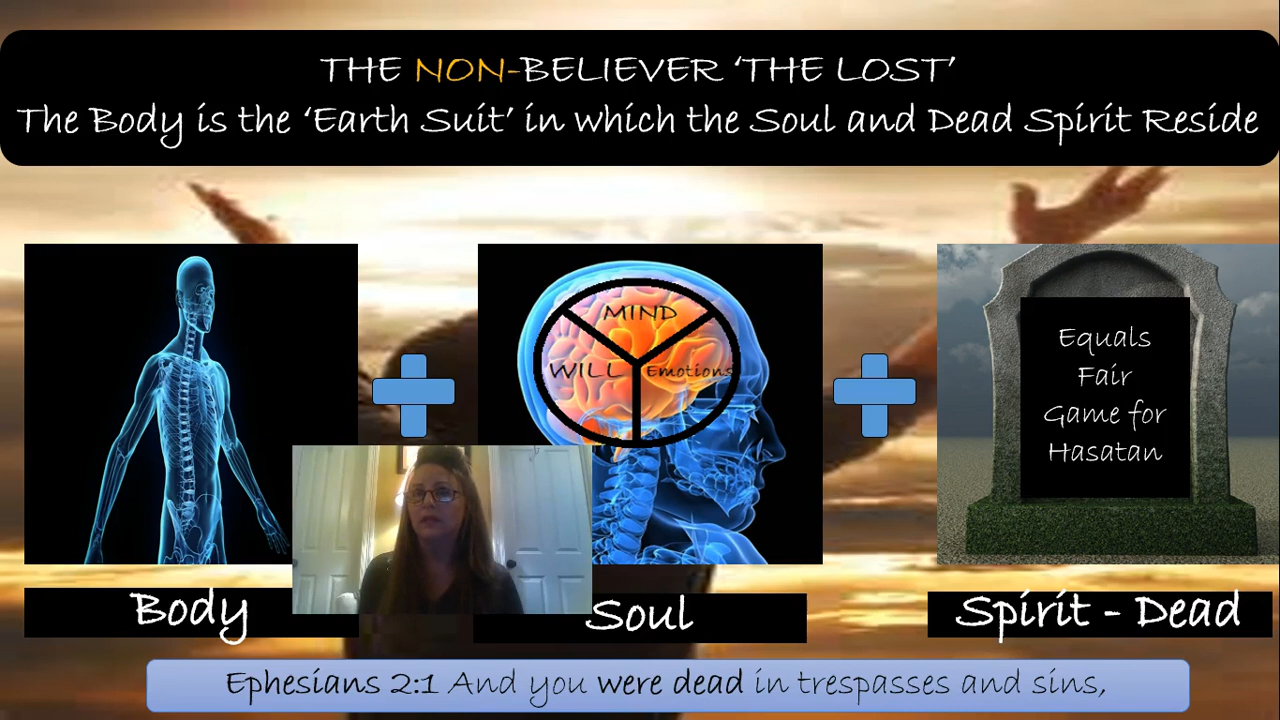 THE NON-BELIEVER ‘THE LOST’
The Body is the ‘Earth Suit’ in which the Soul and Dead Spirit Reside
MIND
WILL
Emotions
Equals
Fair
Game for
Hasatan
Body
Soul
Spirit - Dead
Ephesians 2:1 And you were dead in trespasses and sins,